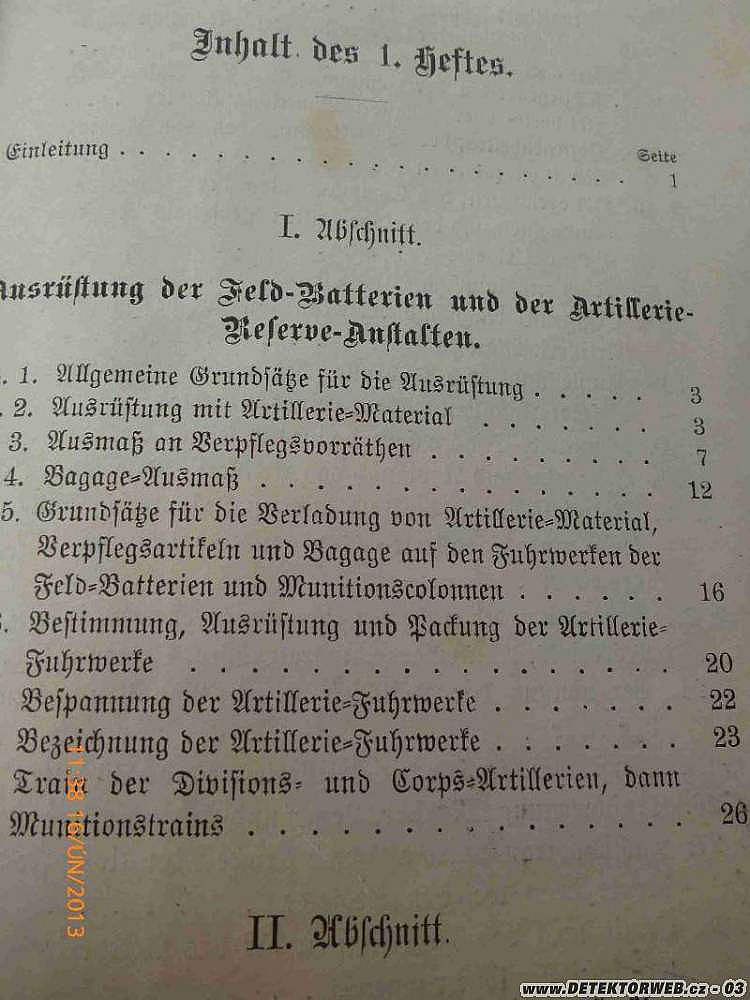 Inhalt des 1. Heftes.
Seite
Einleitung . . . . . . . . . . . . . . . . . . . . 1
I. Abschnitt.
usrüstung der Feld-Batterien und der Artillerie-
Reserve-Anstalten.
. 1. Allgemeine Grundsätze für die Ausrüstung . . . . . 3
. 2. Ausrüstung mit Artillerie-Material . . . . . . . 3
3. Ausmaß an Verpflegsvorräthen . . . . . . . . . 7
4. Bagage-Ausmaß . . . . . . . . . . . . . . . 12
5. Grundsätze für die Verladung von Artillerie-Material,
Verpflegsartikeln und Bagage auf den Fuhrwerken der
Feld-Batterien und Munitionscolonnen . . . . . . 16
. Bestimmung, Ausrüstung und Packung der Artillerie-
Fuhrwerke . . . . . . . . . . . . . . . . . . 20
Bespannung der Artillerie-Fuhrwerke . . . . . . . 22
Bezeichnung der Artillerie-Fuhrwerke . . . . . . . 23
Train der Divisions- und Corps-Artillerien, dann
Munitionstrains . . . . . . . . . . . . . . . 26
II. Abschnitt.
11:38 16/JUN/2013
www.DETEKTORWEB.cz - 03